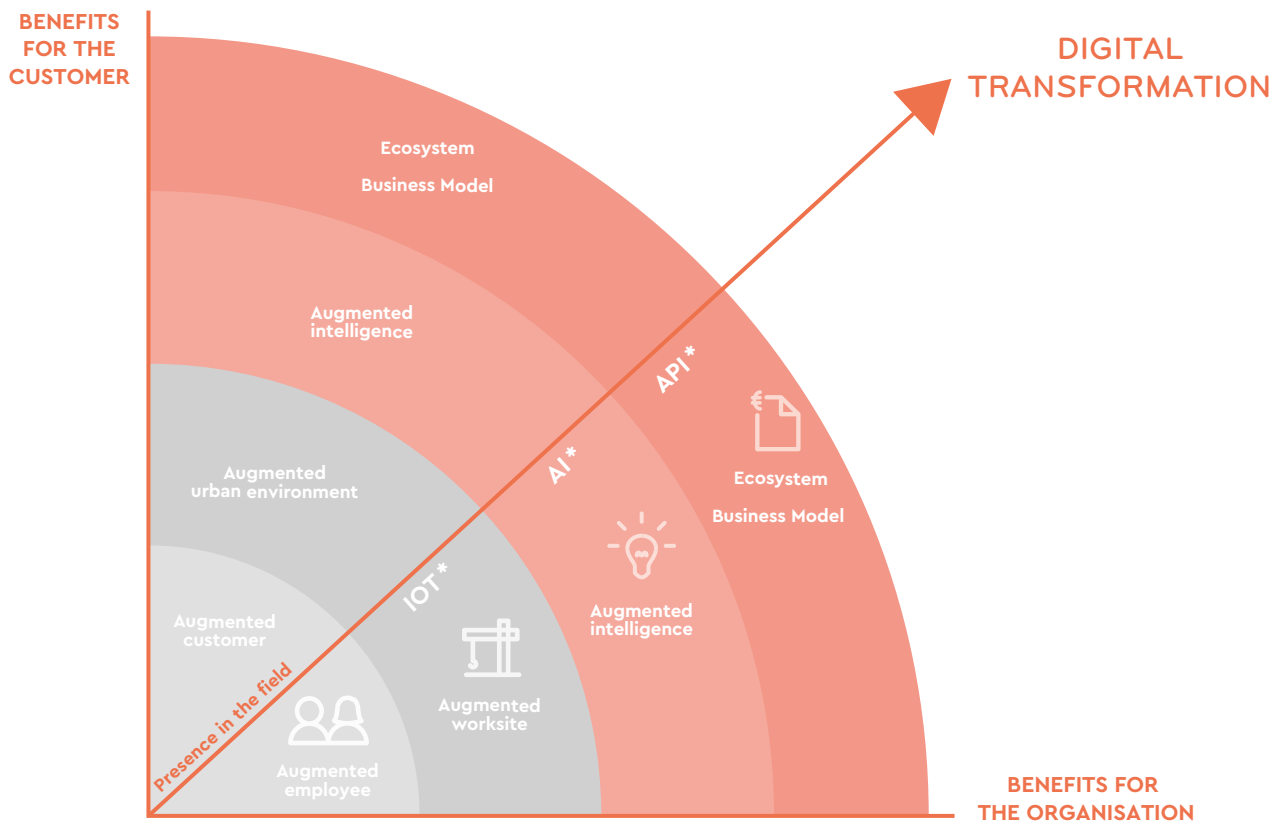 BENEFITS
FOR THE
CUSTOMER
DIGITAL
TRANSFORMATION
Ecosystem
Business Model
Augmented
intelligence
API*
Ecosystem
Business Model
AI*
Augmented
urban environment
IOT*
Augmented
intelligence
Augmented
customer
Presence in the field
Augmented
worksite
Augmented
employee
BENEFITS FOR
THE ORGANISATION